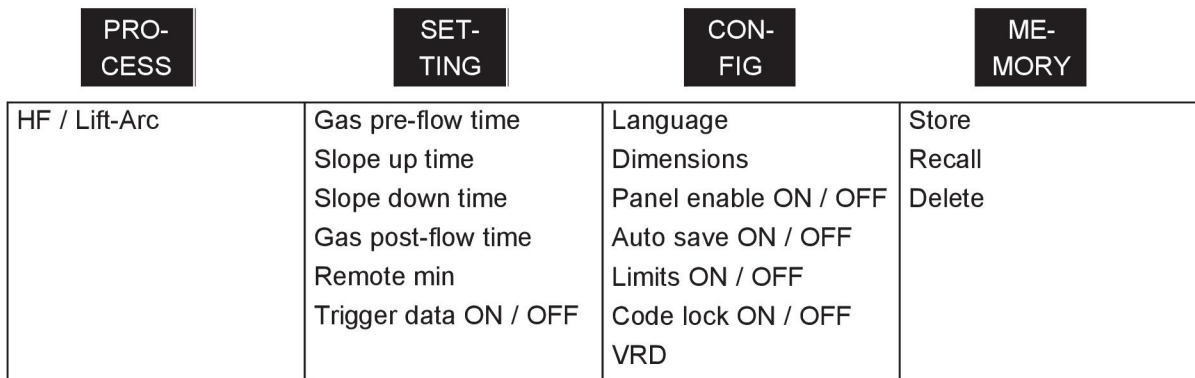 PRO-
CESS
SET-
TING
CON-
FIG
ME-
MORY
HF / Lift-Arc
Gas pre-flow time
Slope up time
Slope down time
Gas post-flow time
Remote min
Trigger data ON / OFF
Language
Dimensions
Panel enable ON / OFF
Auto save ON / OFF
Limits ON / OFF
Code lock ON / OFF
VRD
Store
Recall
Delete